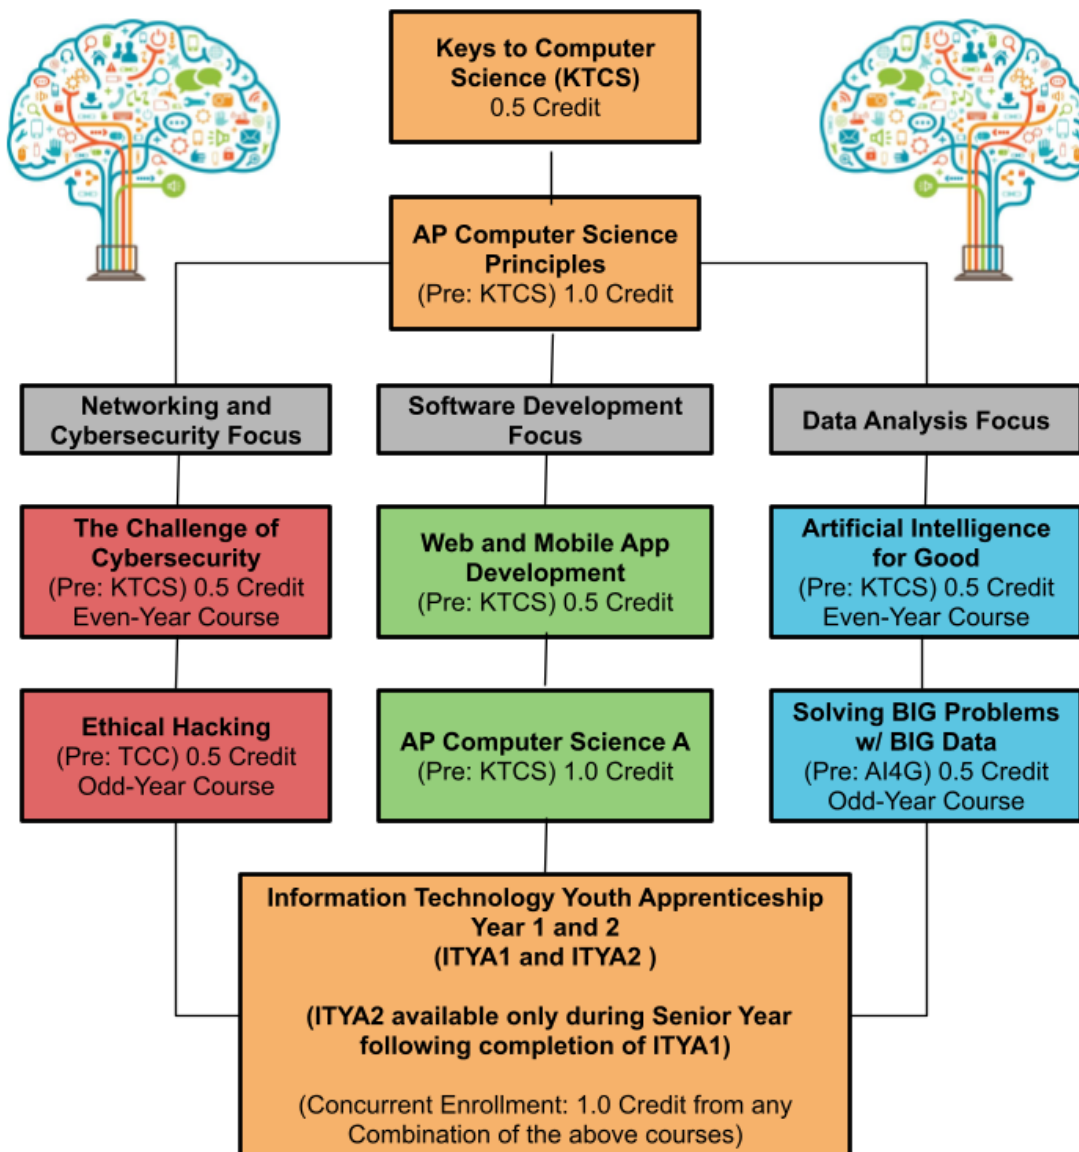 Keys to Computer
Science (KTCS)
0.5 Credit
AP Computer Science
Principles
(Pre: KTCS) 1.0 Credit
Networking and
Cybersecurity Focus
Software Development
Focus
Data Analysis Focus
The Challenge of
Cybersecurity
(Pre: KTCS) 0.5 Credit
Even-Year Course
Web and Mobile App
Development
(Pre: KTCS) 0.5 Credit
Artificial Intelligence
for Good
(Pre: KTCS) 0.5 Credit
Even-Year Course
Ethical Hacking
(Pre: TCC) 0.5 Credit
Odd-Year Course
AP Computer Science A
(Pre: KTCS) 1.0 Credit
Solving BIG Problems
w/ BIG Data
(Pre: AI4G) 0.5 Credit
Odd-Year Course
Information Technology Youth Apprenticeship
Year 1 and 2
(ITYA1 and ITYA2 )
(ITYA2 available only during Senior Year
following completion of ITYA1)
(Concurrent Enrollment: 1.0 Credit from any
Combination of the above courses)